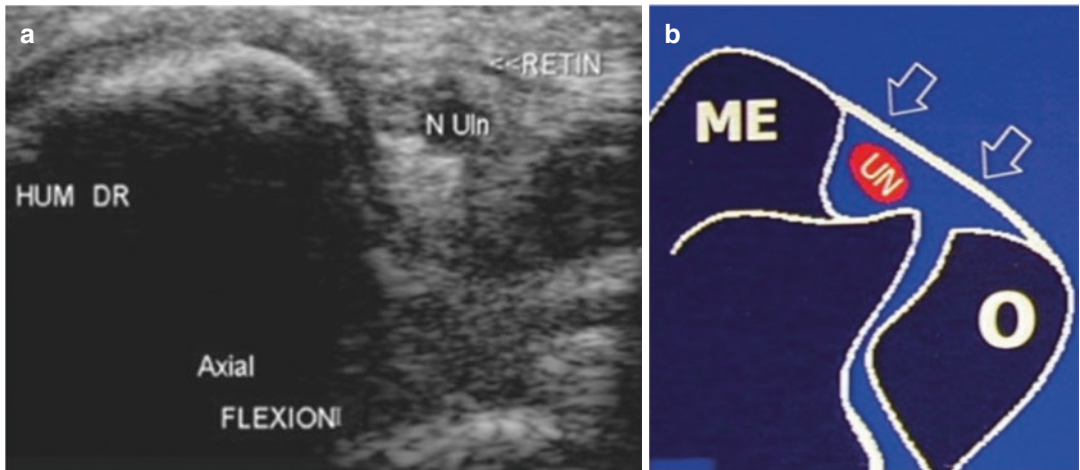 a
<<RETIN
N Uln
HUM DR
Axial
FLEXION
b
ME
UN
O